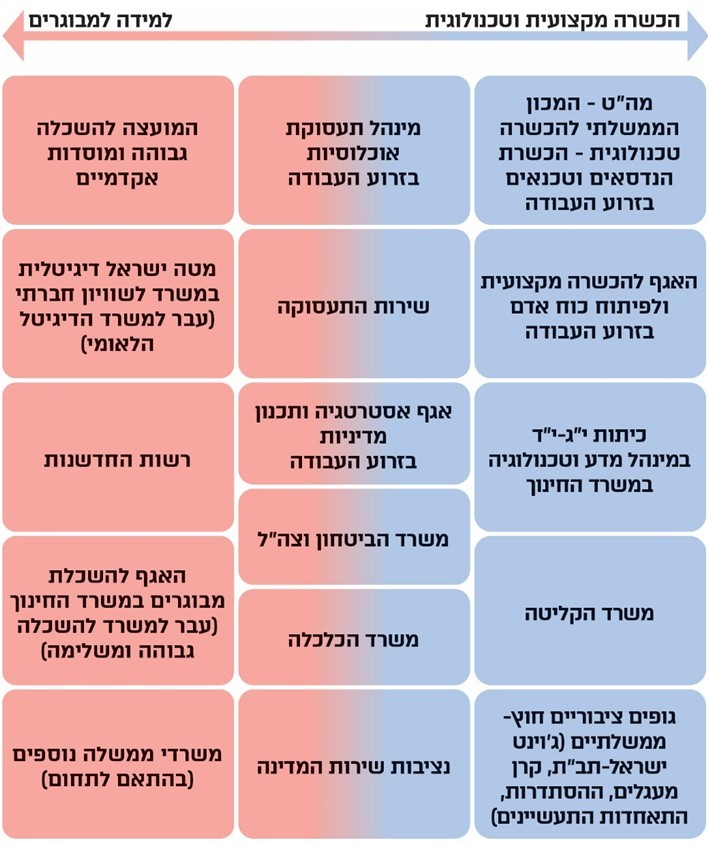 הכשרה מקצועית וטכנולוגית
למידה למבוגרים
מה"ט - המכון
הממשלתי להכשרה
טכנולוגית - הכשרת
הנדסאים וטכנאים
בזרוע העבודה
מינהל תעסוקת
אוכלוסיות
בזרוע העבודה
המועצה להשכלה
גבוהה ומוסדות
אקדמיים
האגף להכשרה מקצועית
ולפיתוח כוח אדם
בזרוע העבודה
שירות התעסוקה
מטה ישראל דיגיטלית
במשרד לשוויון חברתי
(עבר למשרד הדיגיטל
הלאומי)
כיתות י"ג-י"ד
במינהל מדע וטכנולוגיה
במשרד החינוך
אגף אסטרטגיה ותכנון
מדיניות
בזרוע העבודה
רשות החדשנות
משרד הביטחון וצה"ל
משרד הקליטה
משרד הכלכלה
האגף להשכלת
מבוגרים במשרד החינוך
(עבר למשרד להשכלה
גבוהה ומשלימה)
גופים ציבוריים חוץ-
ממשלתיים (ג'וינט
ישראל-תב"ת, קרן
מעגלים, ההסתדרות,
התאחדות התעשיינים)
נציבות שירות המדינה
משרדי ממשלה נוספים
(בהתאם לתחום)